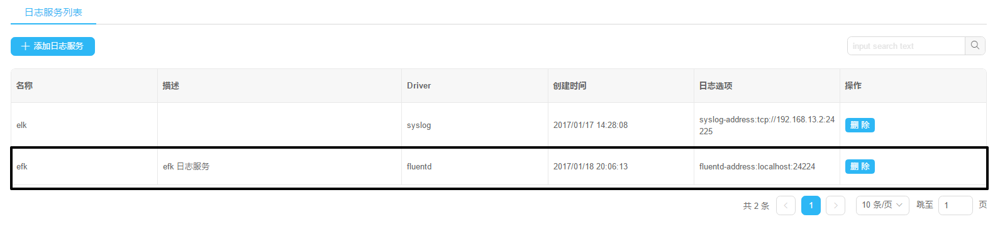 日志服务列表
添加日志服务
input search text
名称 描述 Driver 创建时间 日志选项 操作
elk syslog 2017/01/17 14:28:08 syslog-address:tcp://192.168.13.2:24
225 删 除
efk efk 日志服务 fluentd 2017/01/18 20:06:13 fluentd-address:localhost:24224 删 除
共 2 条 1 10 条/页 跳至 1 页